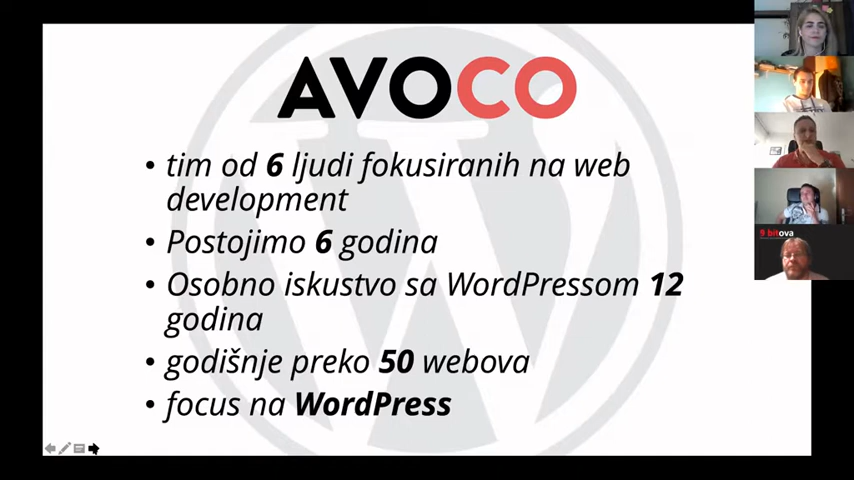 AVOCO
• tim od 6 ljudi fokusiranih na web
development
• Postojimo 6 godina
• Osobno iskustvo sa WordPressom 12
godina
• godišnje preko 50 webova
• focus na WordPress
9 bitova